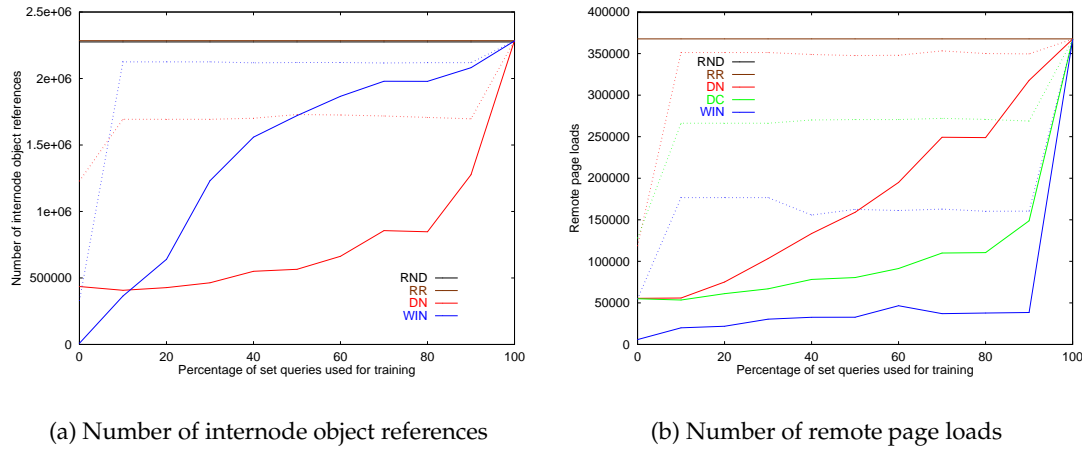 2.5e+06
2e+06
1.5e+06
1e+06
500000
0
Number of internode object references
RND
RR
DN
WIN
0 20 40 60 80 100
Percentage of set queries used for training
(a) Number of internode object references
400000
350000
300000
250000
200000
150000
100000
50000
0
Remote page loads
RND
RR
DN
DC
WIN
0 20 40 60 80 100
Percentage of set queries used for training
(b) Number of remote page loads